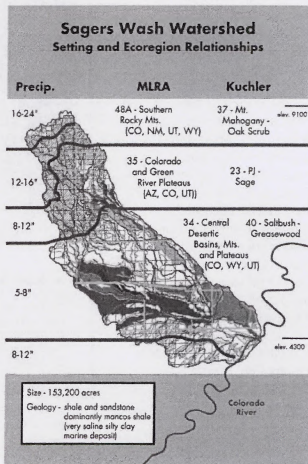 Sagers Wash Watershed
Setting and Ecoregion Relationships
Precip. MLRA Kuchler
16-24" 48A - Southern Rocky Mts. (CO, NM, UT, WY) 37 - Mt. Mahogany - Oak Scrub elev. 9100
12-16" 35 - Colorado and Green River Plateaus (AZ, CO, UT)) 23 - PJ - Sage
8-12" 34 - Central Desertic Basins, Mts. and Plateaus (CO, WY, UT) 40 - Saltbush - Greasewood
5-8"
elev. 4300
8-12"
Size - 153,200 acres
Geology - shale and sandstone
dominantly mancos shale
(very saline silty clay
marine deposit)
Colorado
River